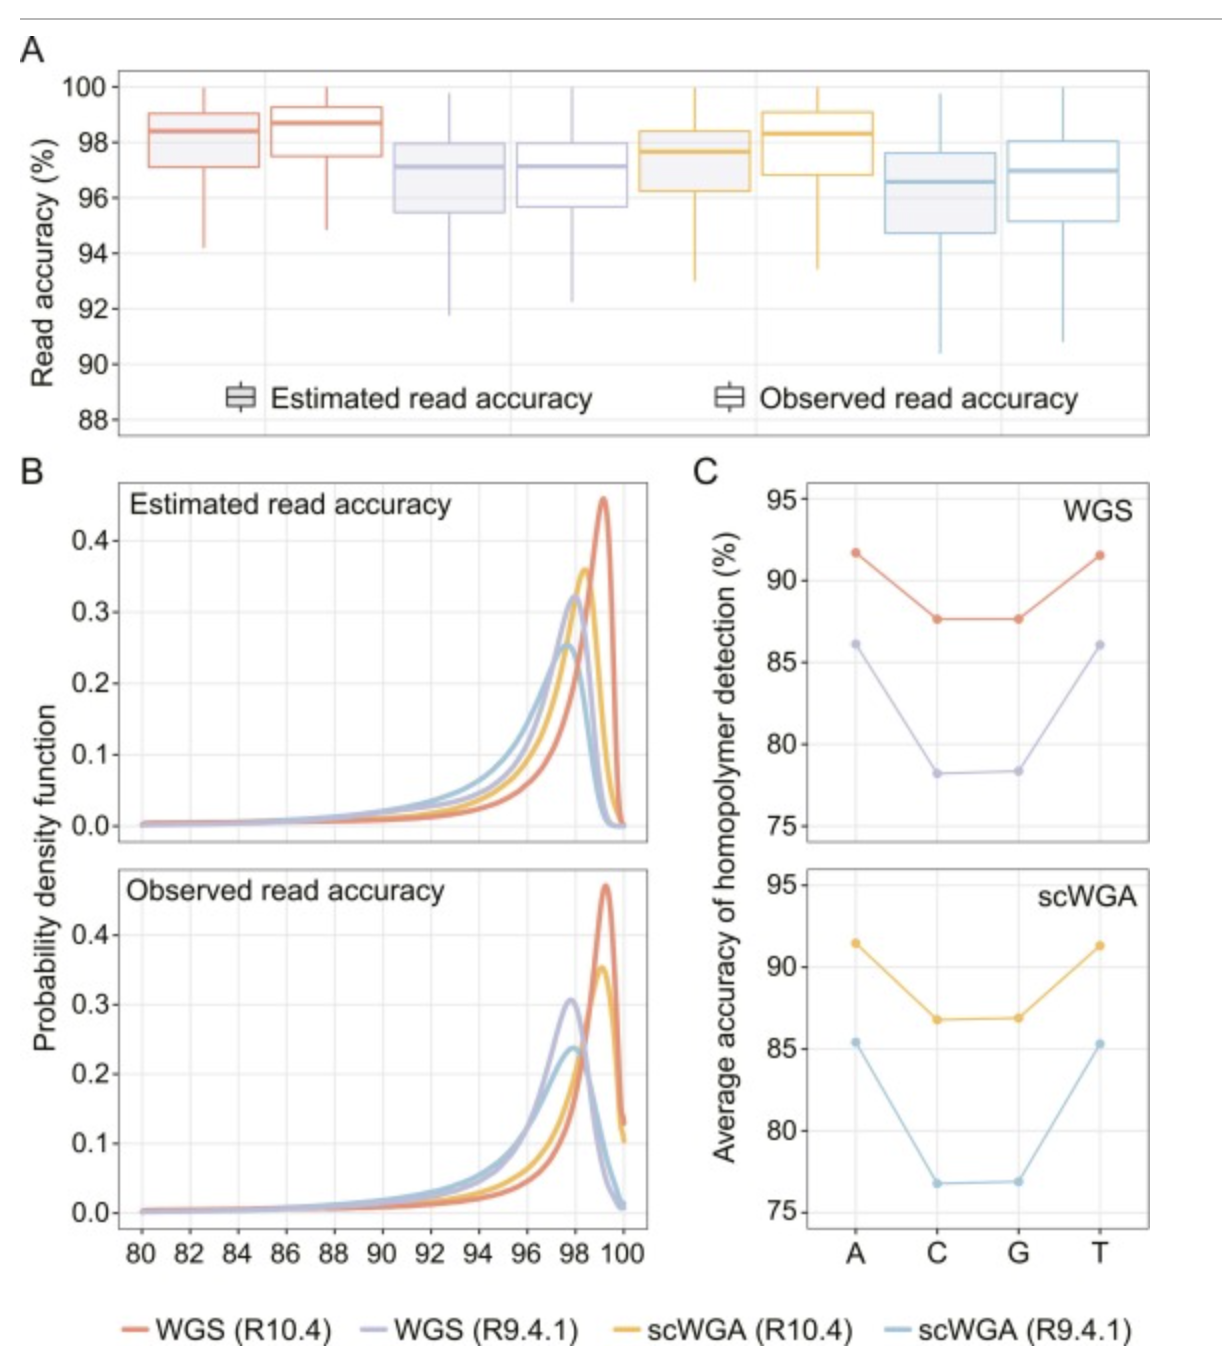 A
Read accuracy (%)
100
98
96
94
92
90
88
Estimated read accuracy
Observed read accuracy
B
Probability density function
Estimated read accuracy
0.4
0.3
0.2
0.1
0.0
Observed read accuracy
0.4
0.3
0.2
0.1
0.0
80 82 84 86 88 90 92 94 96 98 100
C
Average accuracy of homopolymer detection (%)
WGS
95
90
85
80
75
scWGA
95
90
85
80
75
A C G T
WGS (R10.4) WGS (R9.4.1) scWGA (R10.4) scWGA (R9.4.1)